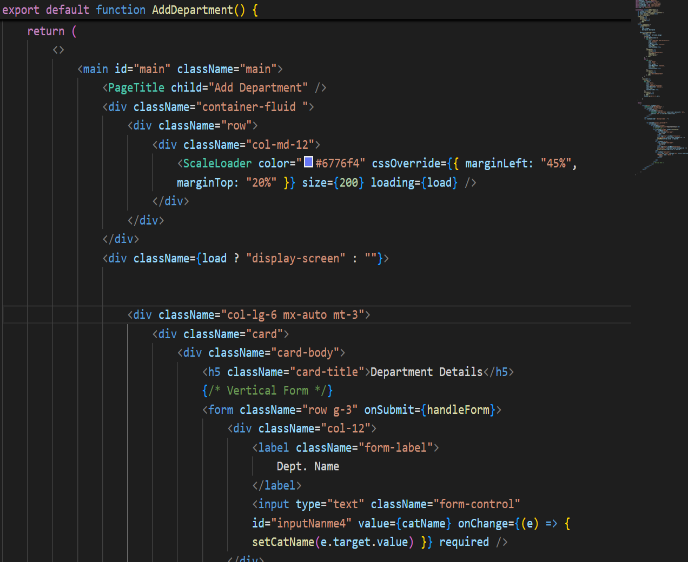 export default function AddDepartment() {
return (
<>
<main id="main" className="main">
<PageTitle child="Add Department" />
<div className="container-fluid ">
<div className="row">
<div className="col-md-12">
<ScaleLoader color="#6776f4" cssOverride={{ marginLeft: "45%",
marginTop: "20%" }} size={200} loading={load} />
</div>
</div>
</div>
<div className={load ? "display-screen" : ""}>
<div className="col-lg-6 mx-auto mt-3">
<div className="card">
<div className="card-body">
<h5 className="card-title">Department Details</h5>
{/* Vertical Form */}
<form className="row g-3" onSubmit={handleForm}>
<div className="col-12">
<label className="form-label">
Dept. Name
</label>
<input type="text" className="form-control"
id="inputNanme4" value={catName} onChange={(e) => {
setCatName(e.target.value) }} required />
</div>